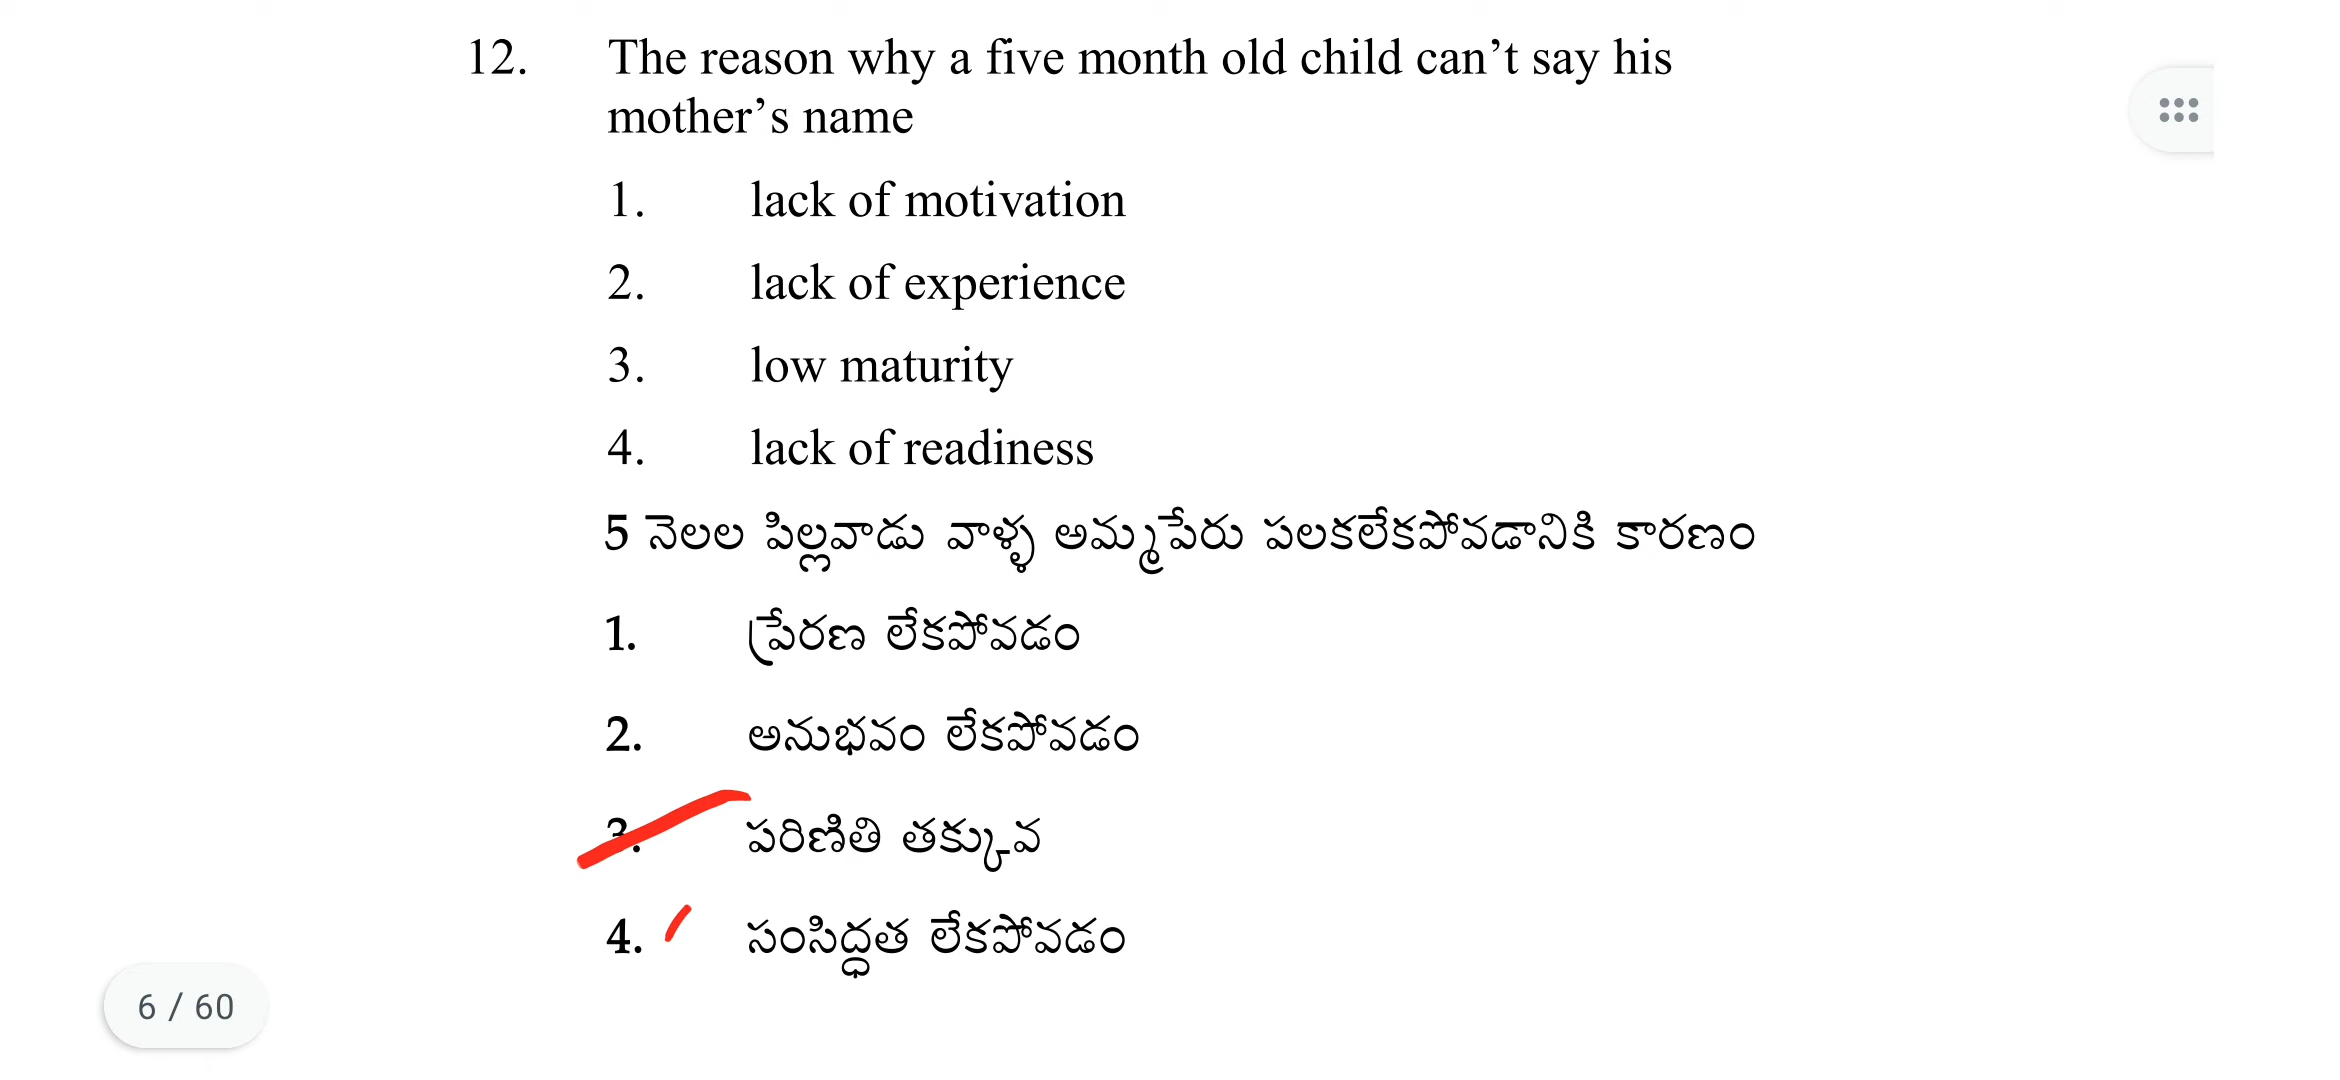 12. The reason why a five month old child can't say his
mother's name
1. lack of motivation
2. lack of experience
3. low maturity
4. lack of readiness
5 నెలల పిల్లవాడు వాళ్ళ అమ్మపేరు పలకలేకపోవడానికి కారణం
1. ప్రేరణ లేకపోవడం
2. అనుభవం లేకపోవడం
3. పరిణితి తక్కువ
4. సంసిద్ధత లేకపోవడం
6 / 60